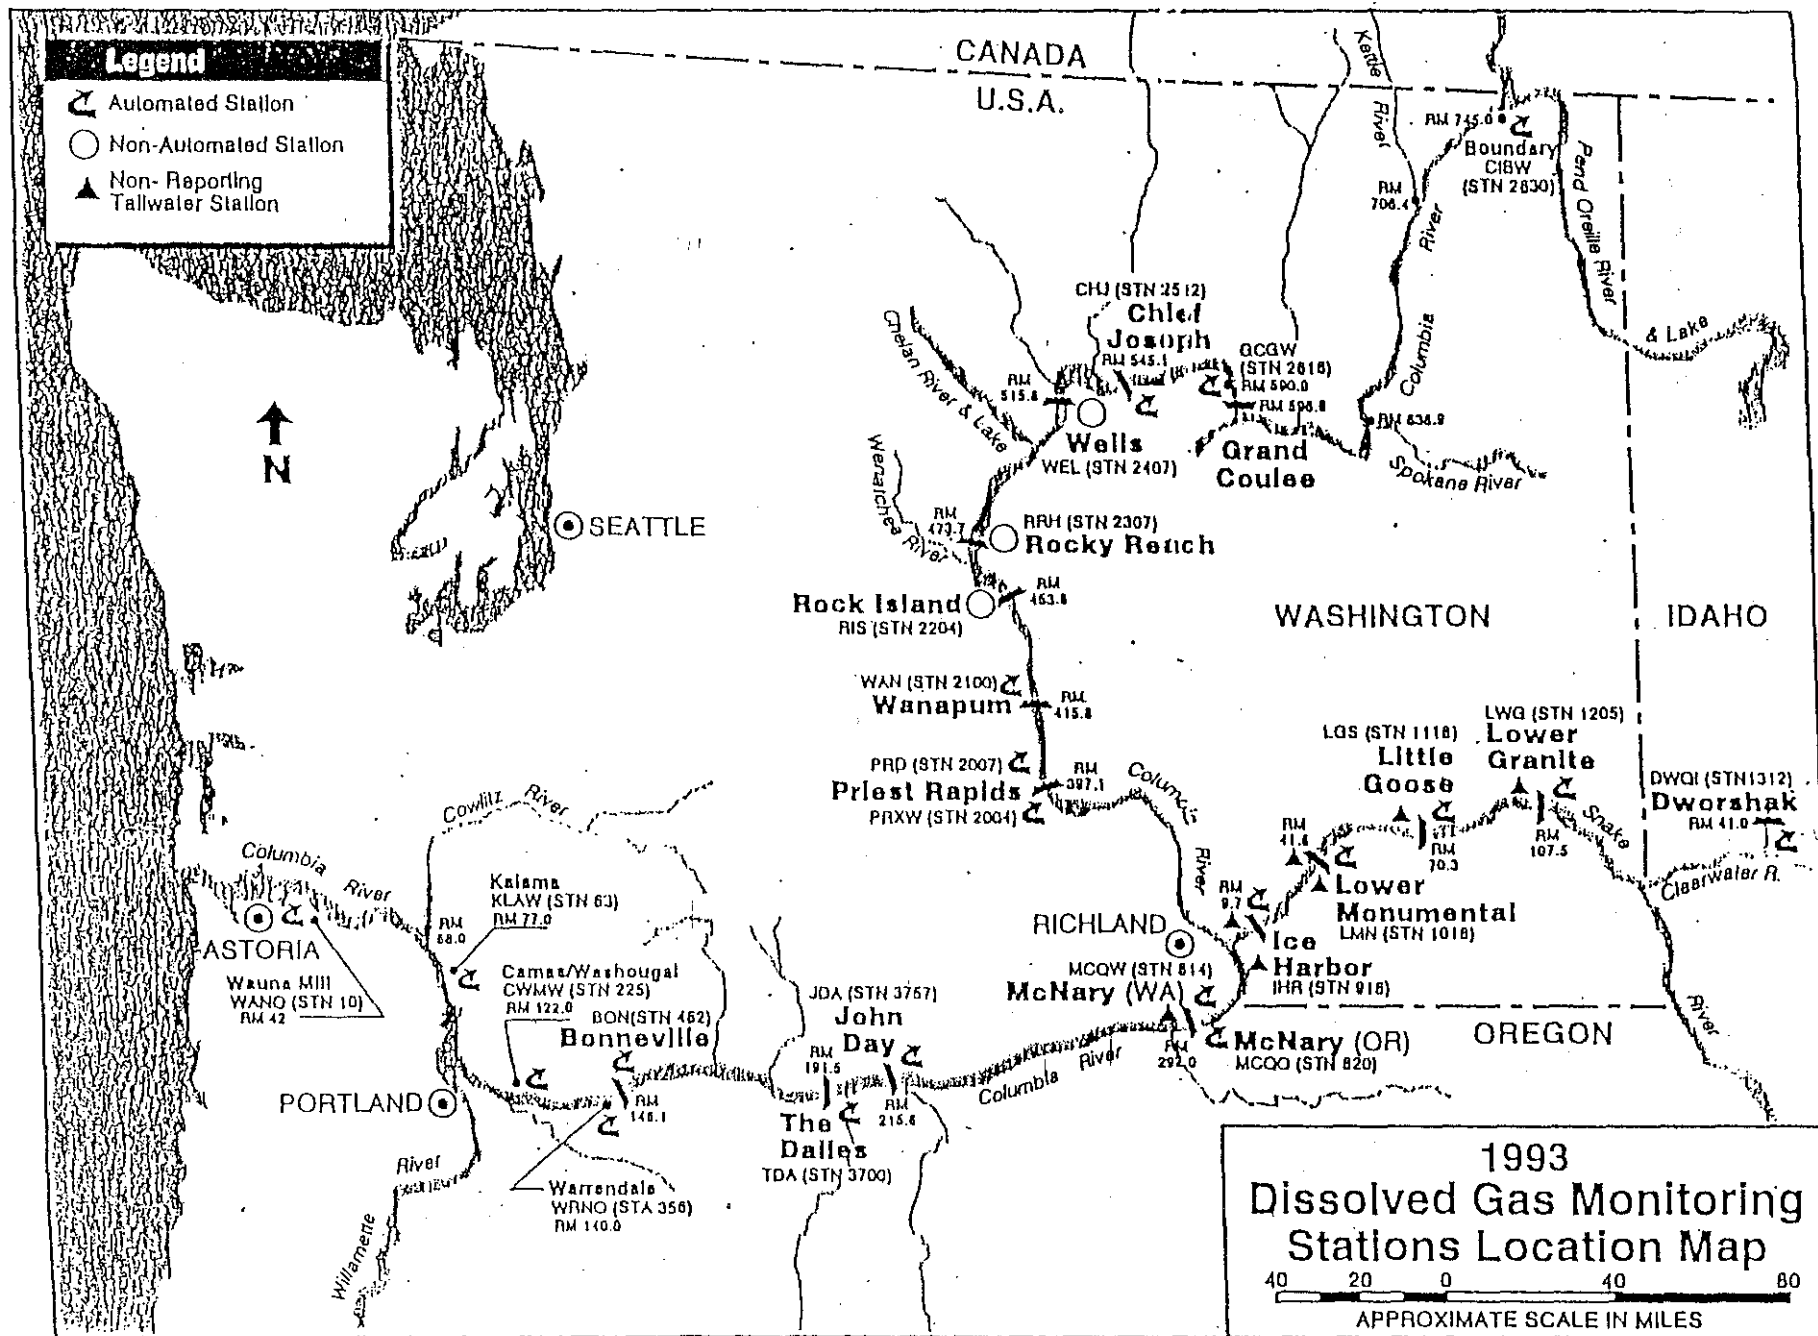 Legend
Automated Station
Non-Automated Station
Non-Reporting
Tailwater Station
CANADA
U.S.A.
Kettle
River
RM 745.0
Boundary
CIBW
(STN 2830)
Pend Oreille River
& Lake
RM
706.4
River
Columbia
CHJ (STN 2512)
Chief
Joseph
RM 545.1
GCGW
(STN 2616)
RM 590.0
RM 596.8
Grand
Coulee
RM 638.9
Spokane River
Chelan River & Lake
RM
515.8
Wells
WEL (STN 2407)
N
SEATTLE
Wenatchee
River
RM
473.7
RRH (STN 2307)
Rocky Reach
Rock Island
RIS (STN 2204)
RM
453.8
WASHINGTON
IDAHO
WAN (STN 2100)
Wanapum
RM
415.8
PRD (STN 2007)
Priest Rapids
PRXW (STN 2004)
RM
397.1
Columbia
River
LGS (STN 1118)
Little
Goose
RM
70.3
LWG (STN 1205)
Lower
Granite
RM
107.5
Snake
River
DWQI (STN1312)
Dworshak
RM 41.0
Clearwater R.
RM
41.6
Lower
Monumental
LMN (STN 1018)
RM
9.7
Ice
Harbor
IHR (STN 918)
RICHLAND
MCQW (STN 814)
McNary (WA)
RM
292.0
McNary (OR)
MCQO (STN 820)
OREGON
Cowlitz River
Columbia River
ASTORIA
Wauna Mill
WANO (STN 10)
RM 42
RM
68.0
Kalama
KLAW (STN 63)
RM 77.0
Camas/Washougal
CWMW (STN 225)
RM 122.0
BON(STN 452)
Bonneville
RM
146.1
JDA (STN 3757)
John
Day
RM
215.6
RM
191.5
The
Dalles
TDA (STN 3700)
Columbia River
PORTLAND
River
Willamette
Warrendale
WRNO (STA 356)
RM 140.0
1993
Dissolved Gas Monitoring
Stations Location Map
40 20 0 40 80
APPROXIMATE SCALE IN MILES